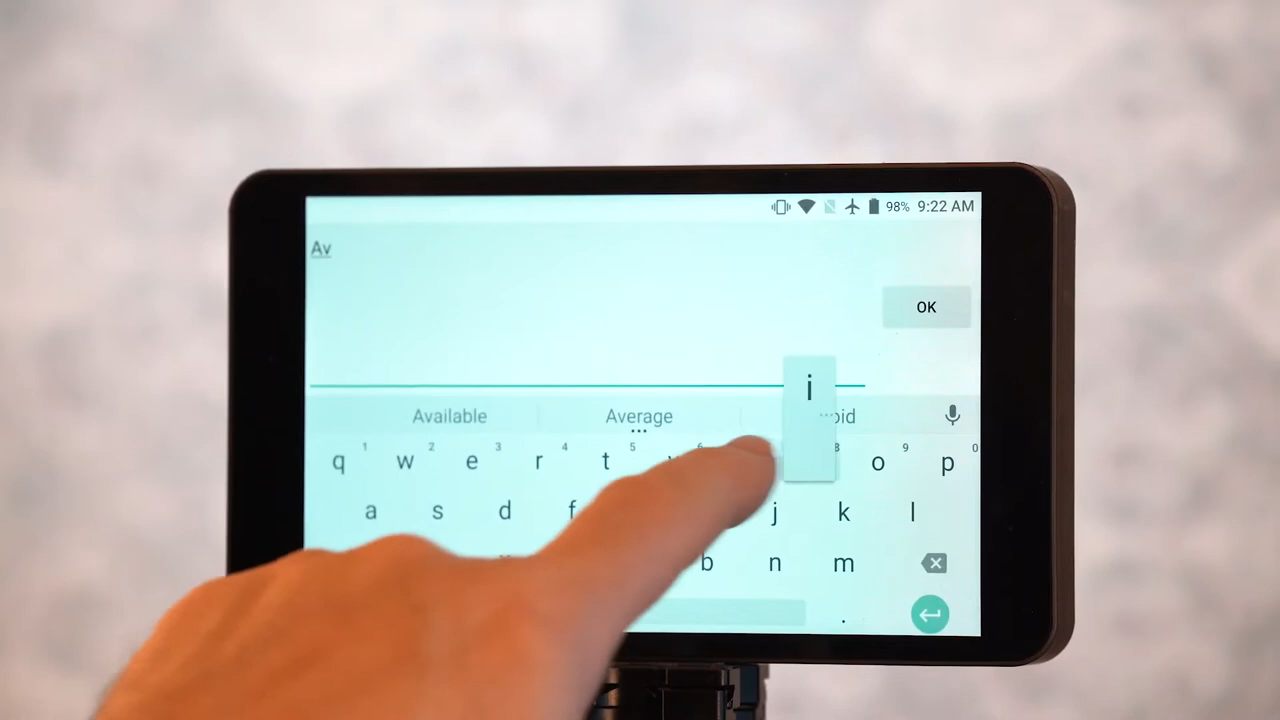 98% 9:22 AM
Av
OK
i
Available Average
1 2 3 4 5 6 8 9 0
q w e r t o p
a s d f j k l
b n m
.